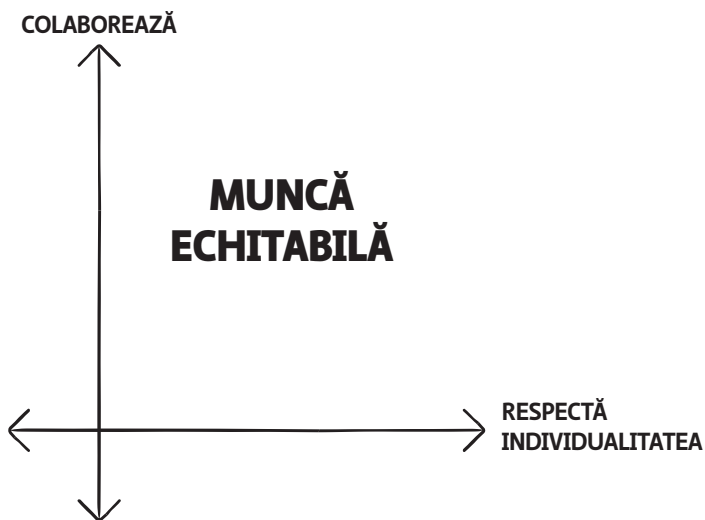 COLABOREAZĂ
MUNCĂ
ECHITABILĂ
RESPECTĂ
INDIVIDUALITATEA